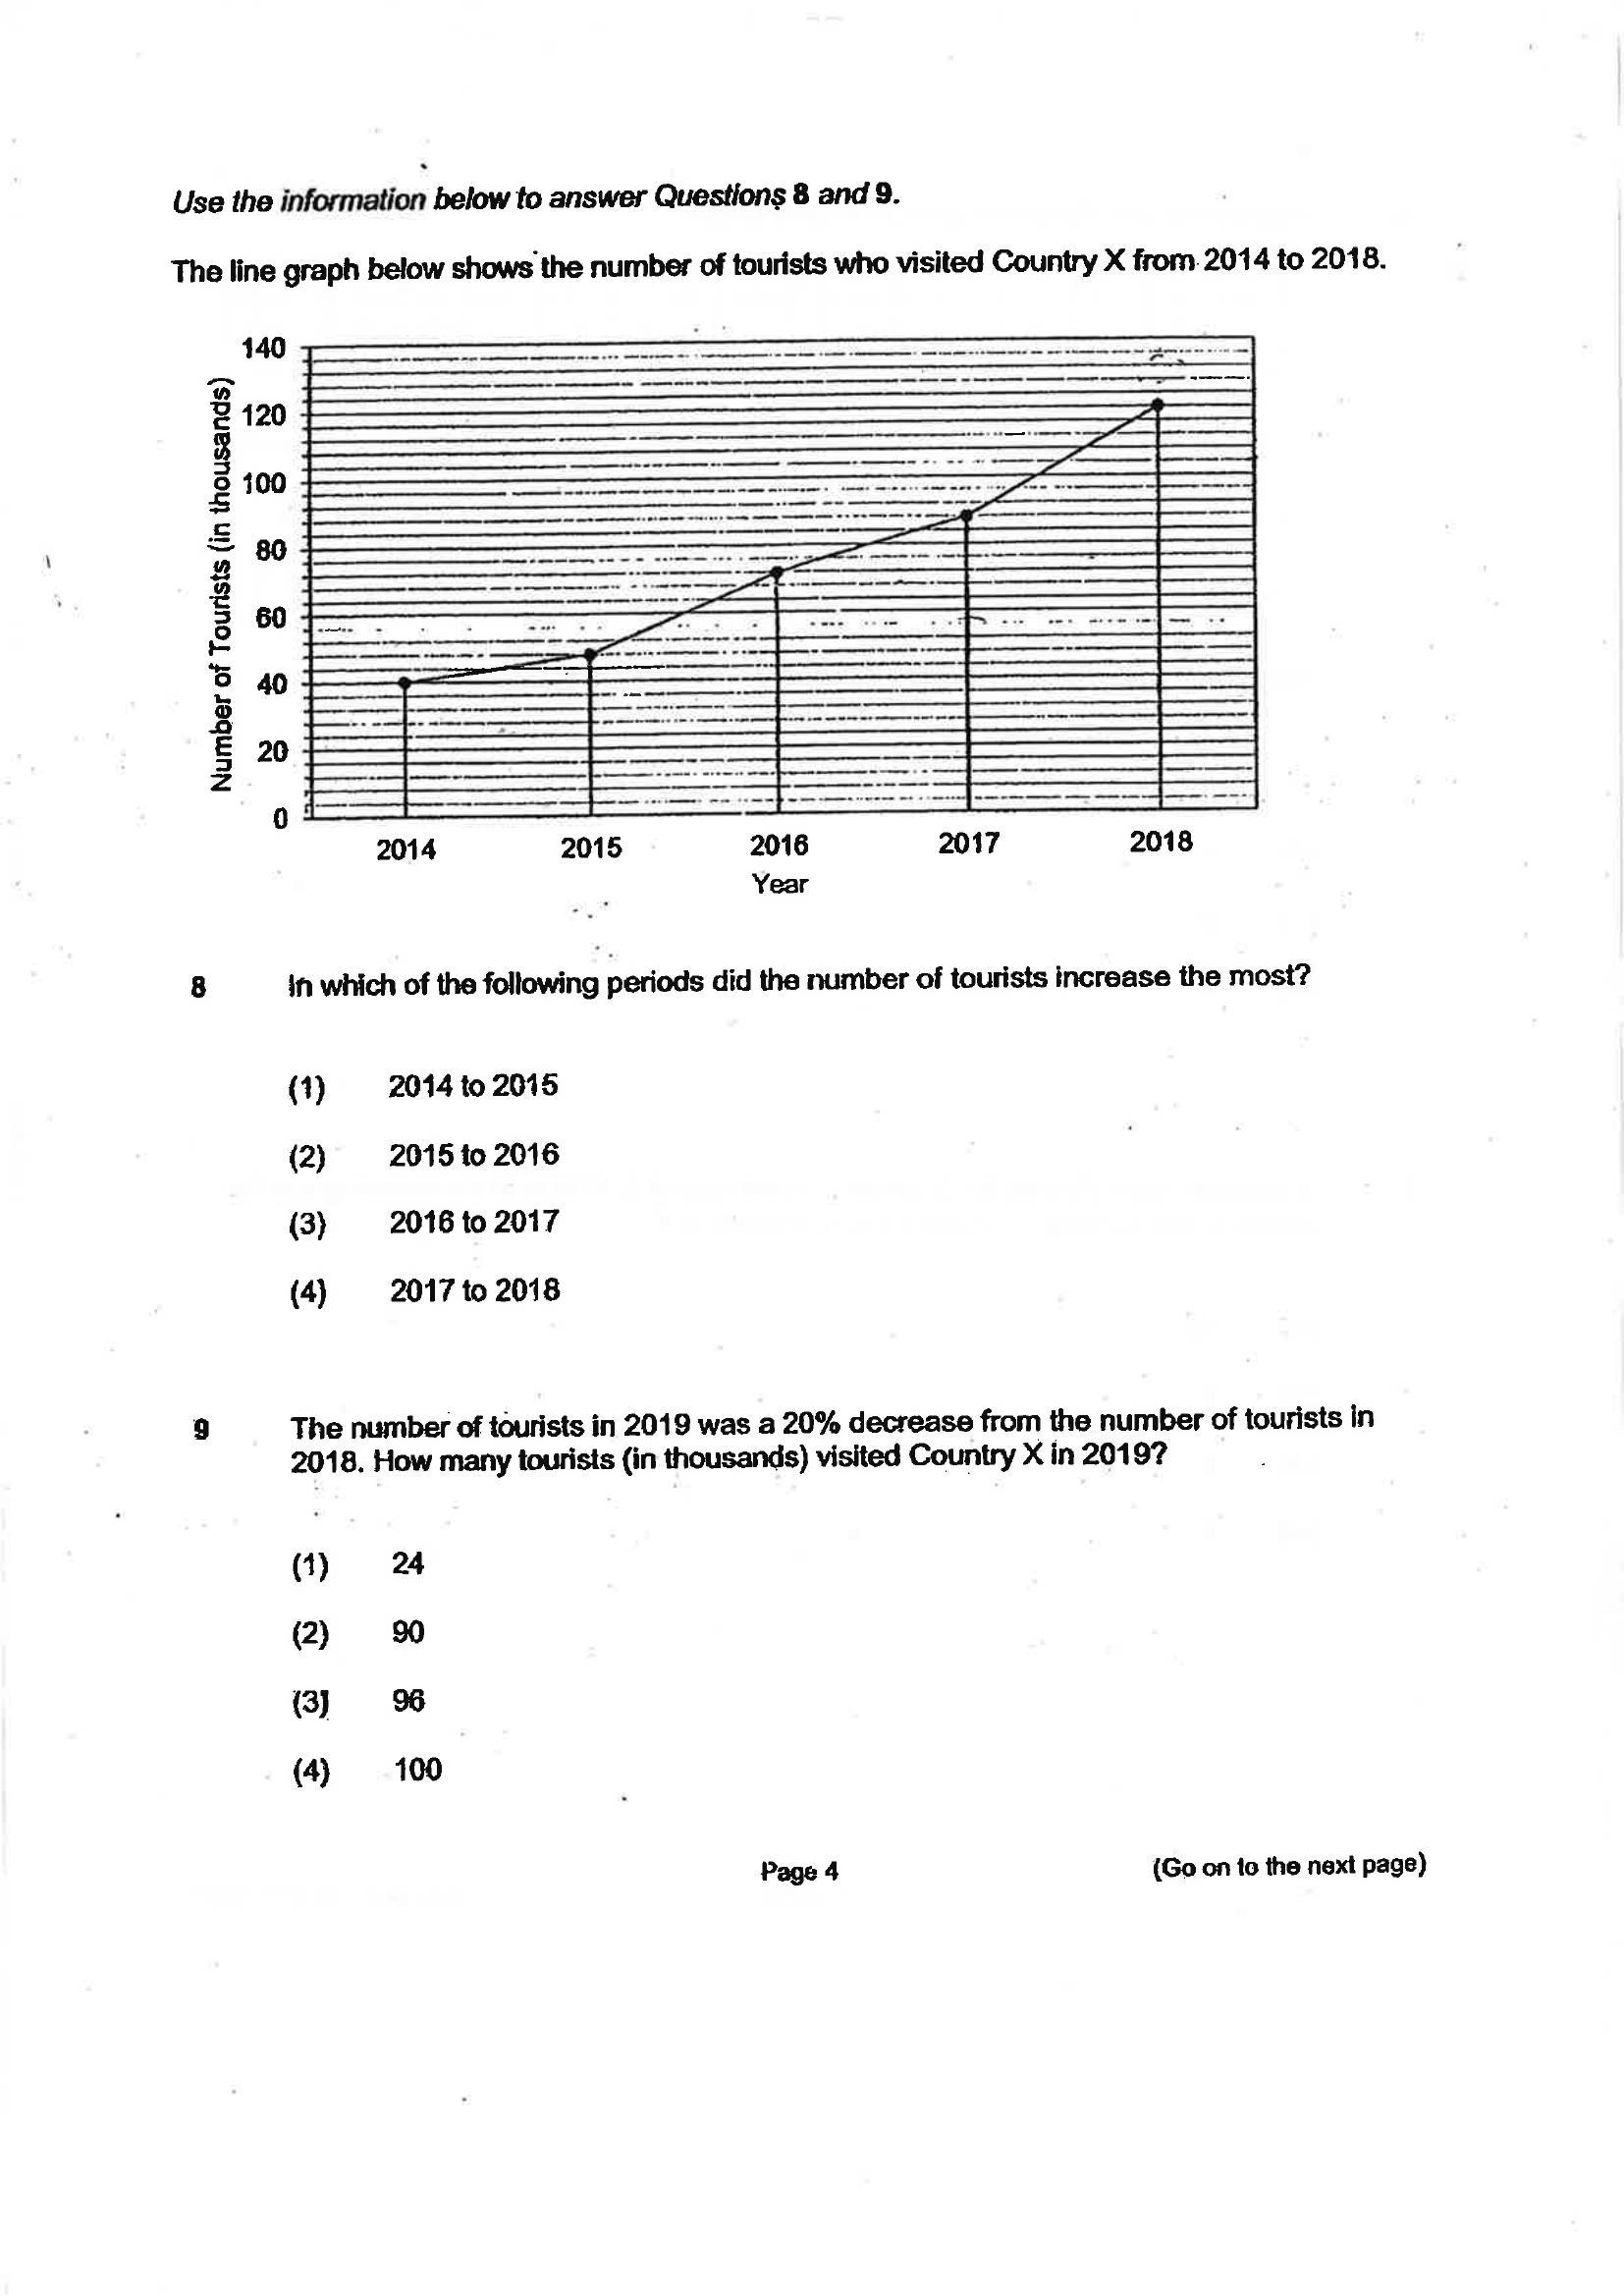 Use the information below to answer Questions 8 and 9.
The line graph below shows the number of tourists who visited Country X from 2014 to 2018.
Number of Tourists (in thousands)
140
120
100
80
60
40
20
0
2014 2015 2016 2017 2018
Year
8 In which of the following periods did the number of tourists increase the most?
(1) 2014 to 2015
(2) 2015 to 2016
(3) 2016 to 2017
(4) 2017 to 2018
9 The number of tourists in 2019 was a 20% decrease from the number of tourists in
2018. How many tourists (in thousands) visited Country X in 2019?
(1) 24
(2) 90
(3) 96
(4) 100
Page 4
(Go on to the next page)